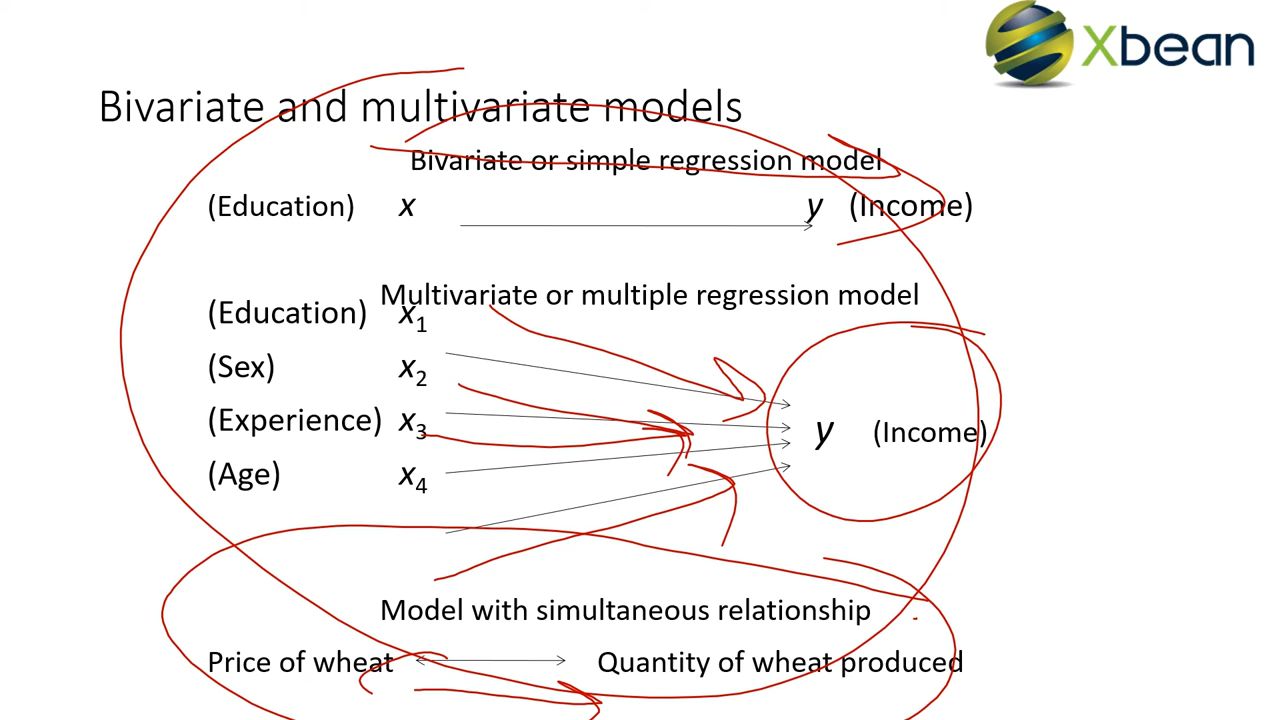 Xbean
Bivariate and multivariate models
Bivariate or simple regression model
(Education) x y (Income)
Multivariate or multiple regression model
(Education) x1
(Sex) x2
(Experience) x3
y (Income)
(Age) x4
Model with simultaneous relationship
Price of wheat Quantity of wheat produced